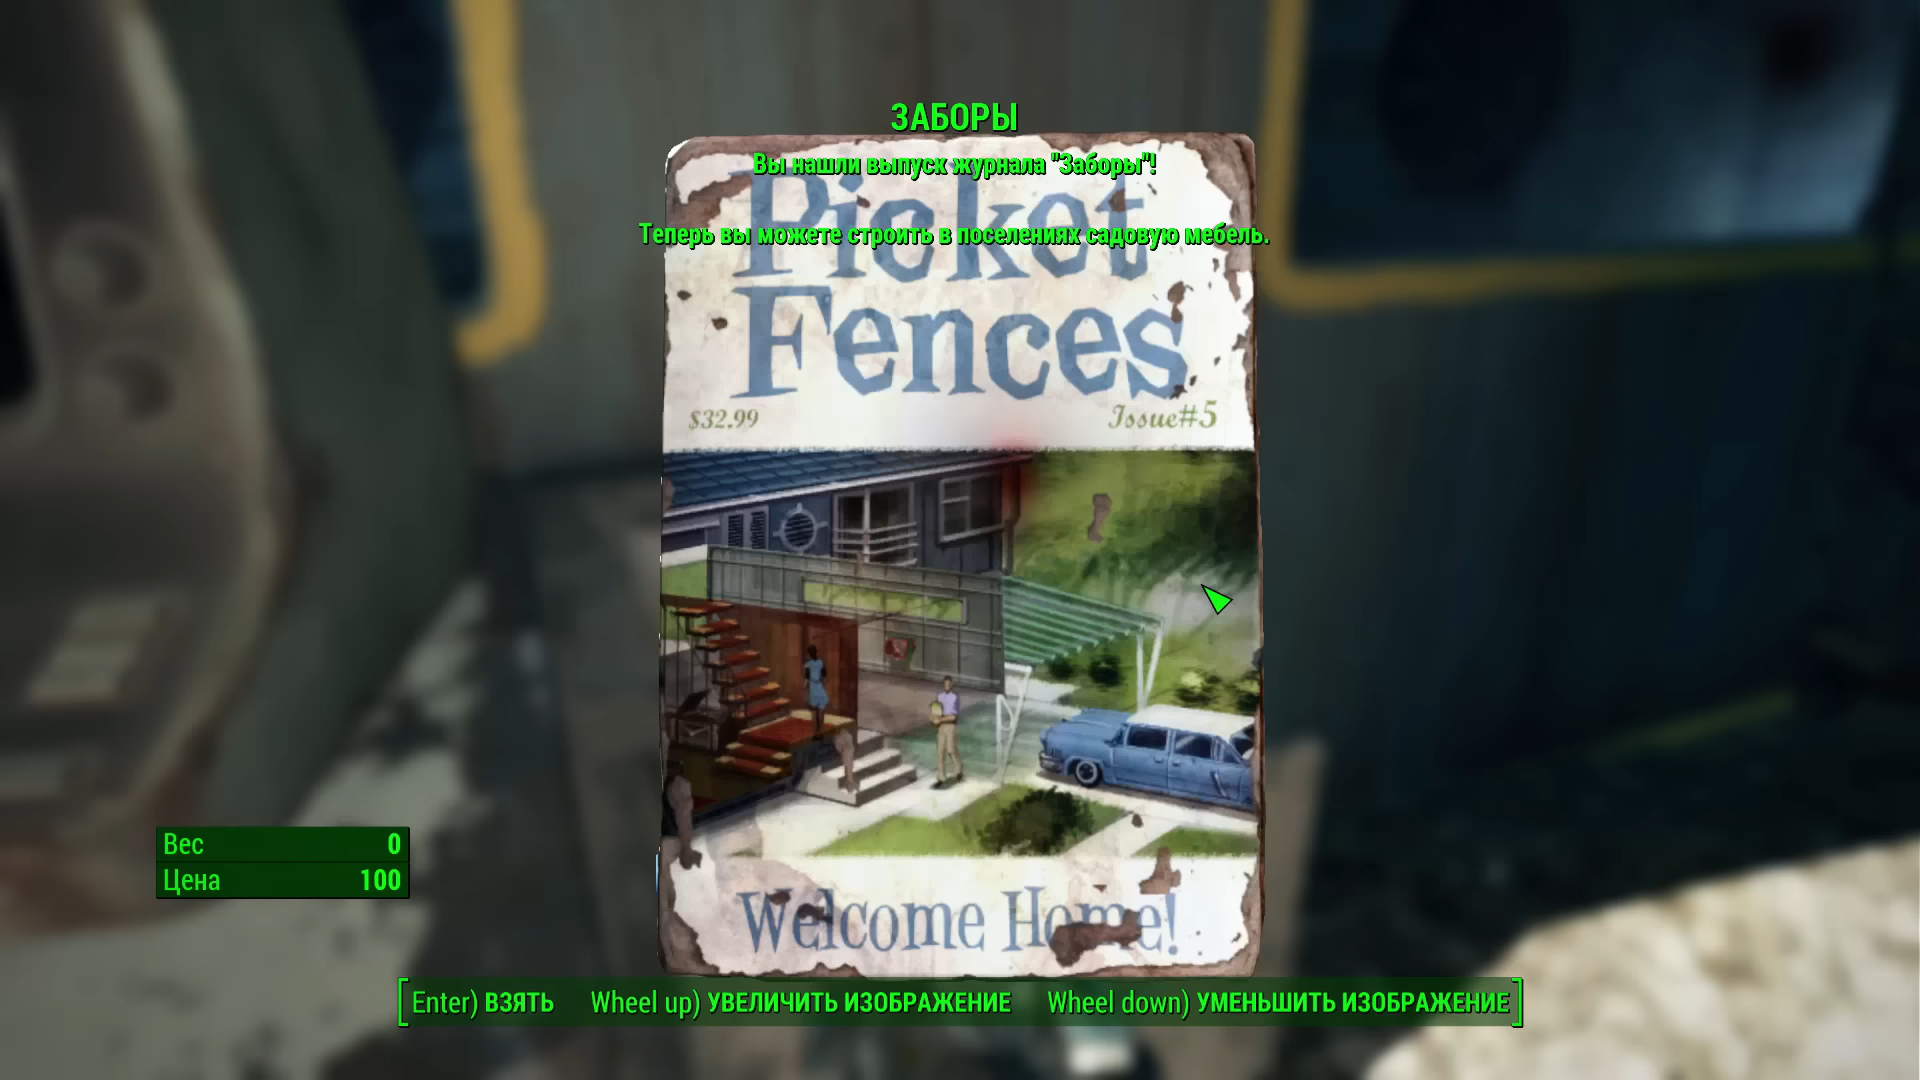 ЗАБОРЫ
Вы нашли выпуск журнала "Заборы"!
Теперь вы можете строить в поселениях садовую мебель.
Picket
Fences
$32.99
Issue#5
Вес 0
Цена 100
Welcome Home!
Enter) ВЗЯТЬ Wheel up) УВЕЛИЧИТЬ ИЗОБРАЖЕНИЕ Wheel down) УМЕНЬШИТЬ ИЗОБРАЖЕНИЕ